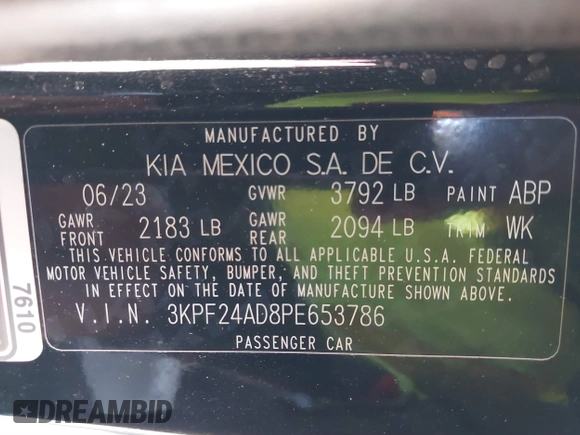 MANUFACTURED BY
KIA MEXICO S.A. DE C.V.
06/23 GVWR 3792 LB PAINT ABP
GAWR FRONT 2183 LB GAWR REAR 2094 LB TRIM WK
THIS VEHICLE CONFORMS TO ALL APPLICABLE U.S.A. FEDERAL
MOTOR VEHICLE SAFETY, BUMPER, AND THEFT PREVENTION STANDARDS
IN EFFECT ON THE DATE OF MANUFACTURE SHOWN ABOVE.
V.I.N. 3KPF24AD8PE653786
PASSENGER CAR
7610
DREAMBID